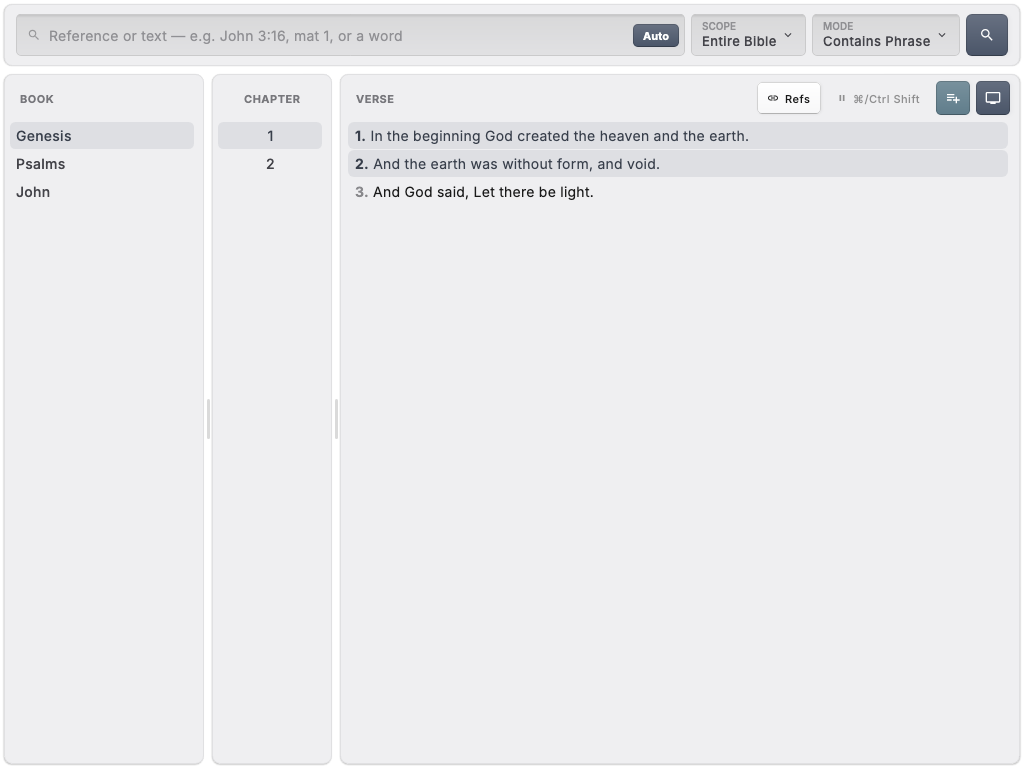 Reference or text — e.g. John 3:16, mat 1, or a word
Auto
SCOPE
Entire Bible
MODE
Contains Phrase
BOOK
Genesis
Psalms
John
CHAPTER
1
2
VERSE
Refs
⌘/Ctrl Shift
1. In the beginning God created the heaven and the earth.
2. And the earth was without form, and void.
3. And God said, Let there be light.